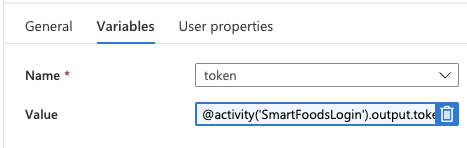 General Variables User properties
Name * token
Value @activity('SmartFoodsLogin').output.toke